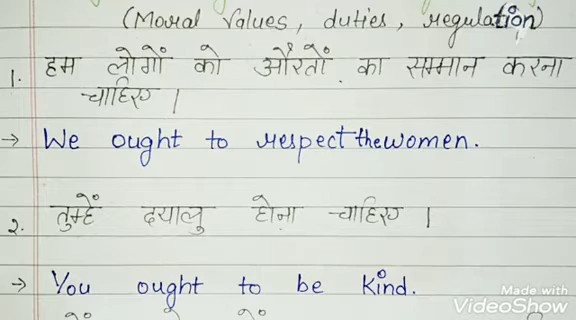 (Moral Values, duties, regulation)
1. हम लोगों को औरतों का सम्मान करना
चाहिए।
→ We ought to respect the women.
2. तुम्हें दयालु होना चाहिए।
→ You ought to be kind.
Made with
VideoShow